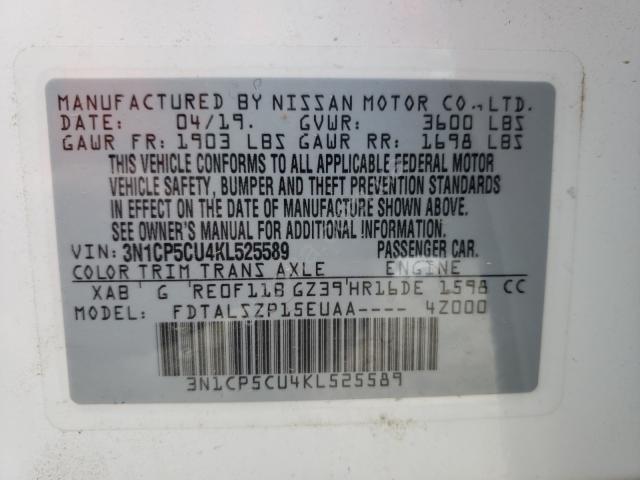 MANUFACTURED BY NISSAN MOTOR CO.,LTD.
DATE: 04/19. GVWR: 3600 LBS
GAWR FR: 1903 LBS GAWR RR: 1698 LBS
THIS VEHICLE CONFORMS TO ALL APPLICABLE FEDERAL MOTOR
VEHICLE SAFETY, BUMPER AND THEFT PREVENTION STANDARDS
IN EFFECT ON THE DATE OF MANUFACTURE SHOWN ABOVE.
SEE OWNER'S MANUAL FOR ADDITIONAL INFORMATION.
VIN: 3N1CP5CU4KL525589 PASSENGER CAR.
COLOR TRIM TRANS AXLE ENGINE
XAB G RE0F11B GZ39 HR16DE 1598 CC
MODEL: FDTALSZP15EUAA---- 4Z000
3N1CP5CU4KL525589